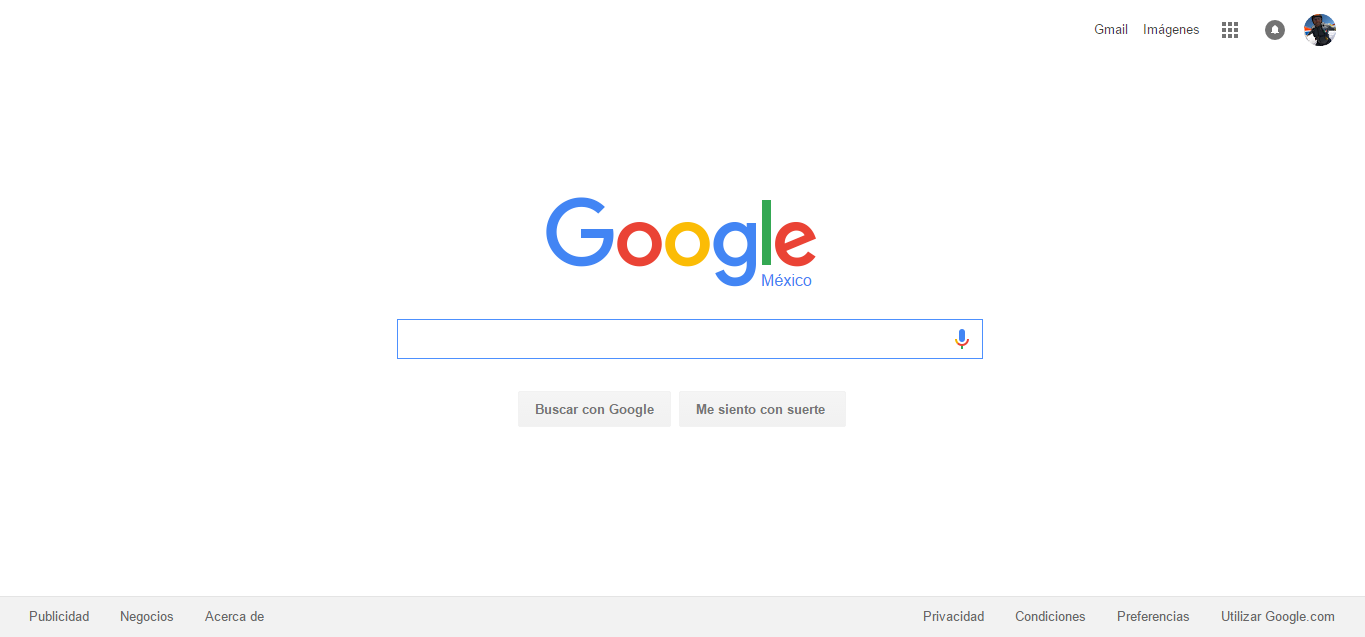 Gmail Imágenes
Google
México
Buscar con Google Me siento con suerte
Publicidad Negocios Acerca de Privacidad Condiciones Preferencias Utilizar Google.com